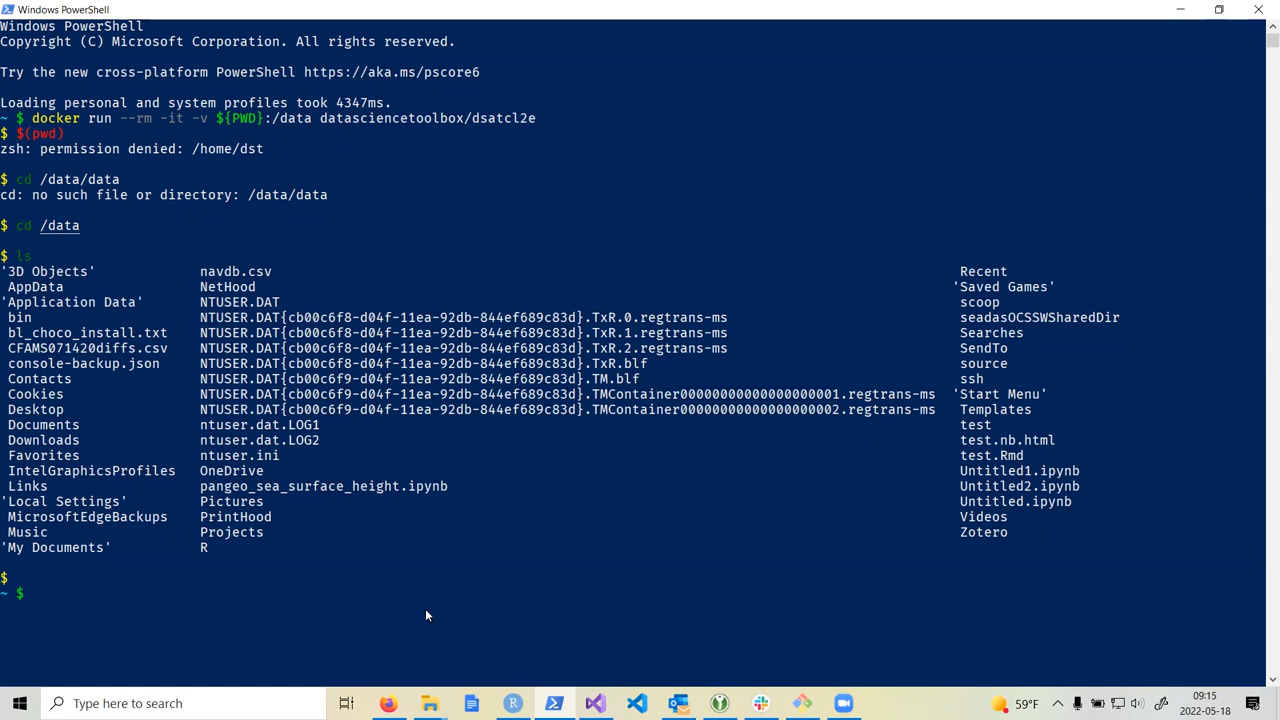 Windows PowerShell
Windows PowerShell
Copyright (C) Microsoft Corporation. All rights reserved.
Try the new cross-platform PowerShell https://aka.ms/pscore6
Loading personal and system profiles took 4347ms.
~ $ docker run --rm -it -v ${PWD}:/data datasciencetoolbox/dsatcl2e
$ $(pwd)
zsh: permission denied: /home/dst
$ cd /data/data
cd: no such file or directory: /data/data
$ cd /data
$ ls
'3D Objects' navdb.csv Recent
AppData NetHood 'Saved Games'
'Application Data' NTUSER.DAT scoop
bin NTUSER.DAT{cb00c6f8-d04f-11ea-92db-844ef689c83d}.TxR.0.regtrans-ms seadasOCSSWSharedDir
bl_choco_install.txt NTUSER.DAT{cb00c6f8-d04f-11ea-92db-844ef689c83d}.TxR.1.regtrans-ms Searches
CFAMS071420diffs.csv NTUSER.DAT{cb00c6f8-d04f-11ea-92db-844ef689c83d}.TxR.2.regtrans-ms SendTo
console-backup.json NTUSER.DAT{cb00c6f8-d04f-11ea-92db-844ef689c83d}.TxR.blf source
Contacts NTUSER.DAT{cb00c6f9-d04f-11ea-92db-844ef689c83d}.TM.blf ssh
Cookies NTUSER.DAT{cb00c6f9-d04f-11ea-92db-844ef689c83d}.TMContainer00000000000000000001.regtrans-ms 'Start Menu'
Desktop NTUSER.DAT{cb00c6f9-d04f-11ea-92db-844ef689c83d}.TMContainer00000000000000000002.regtrans-ms Templates
Documents ntuser.dat.LOG1 test
Downloads ntuser.dat.LOG2 test.nb.html
Favorites ntuser.ini test.Rmd
IntelGraphicsProfiles OneDrive Untitled1.ipynb
Links pangeo_sea_surface_height.ipynb Untitled2.ipynb
'Local Settings' Pictures Untitled.ipynb
MicrosoftEdgeBackups PrintHood Videos
Music Projects Zotero
'My Documents' R
$
~ $
Type here to search
59°F
09:15
2022-05-18